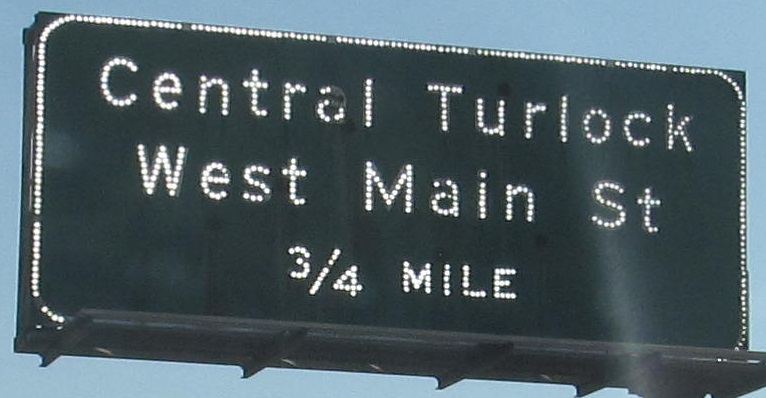 Central Turlock
West Main St
3/4 MILE